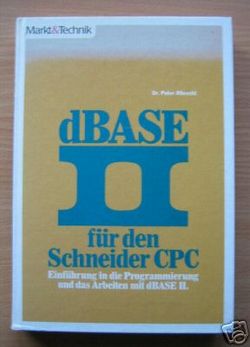 Markt&Technik
Dr. Peter Albrecht
dBASE
II
für den
Schneider CPC
Einführung in die Programmierung
und das Arbeiten mit dBASE II.